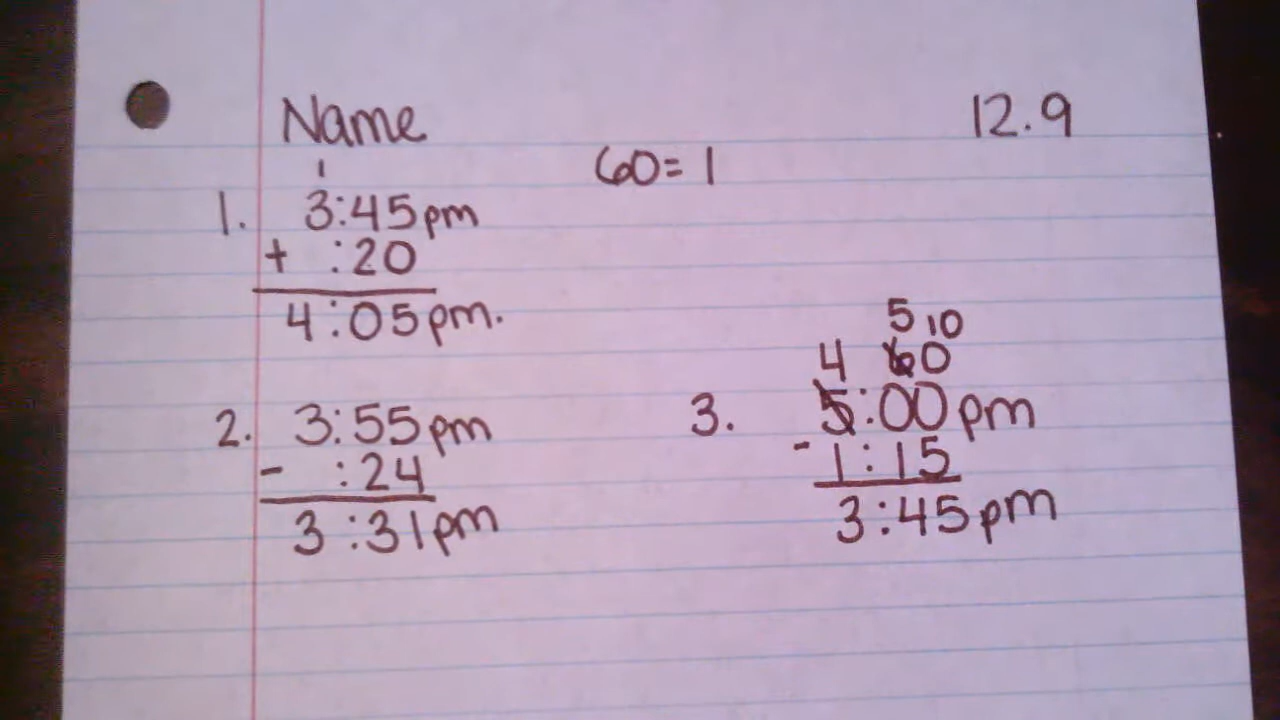 Name 12.9
60=1
1
1. 3:45pm
+ :20
4:05pm.
2. 3:55pm
- :24
3:31pm
5 10
4 60
3. 5:00pm
- 1:15
3:45pm